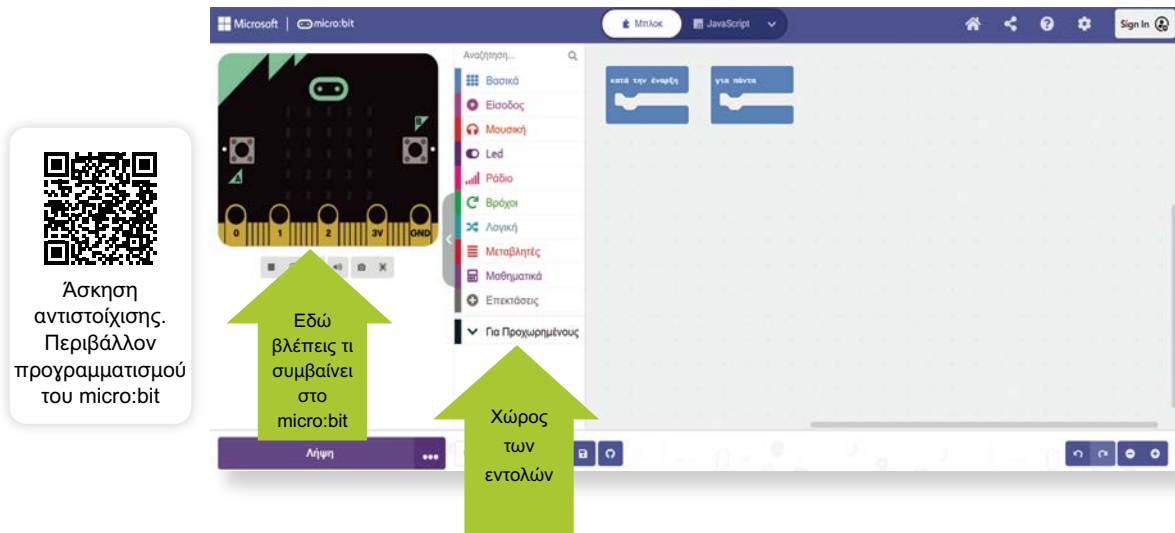 Microsoft | micro:bit
Μπλοκ
JavaScript
Sign In
Αναζήτηση...
Βασικά
Είσοδος
Μουσική
Led
Ράδιο
Βρόχοι
Λογική
Μεταβλητές
Μαθηματικά
Επεκτάσεις
Για Προχωρημένους
κατά την έναρξη
για πάντα
A
B
0 1 2 3V GND
Άσκηση
αντιστοίχισης.
Περιβάλλον
προγραμματισμού
του micro:bit
Εδώ
βλέπεις τι
συμβαίνει
στο
micro:bit
Χώρος
των
εντολών
Λήψη